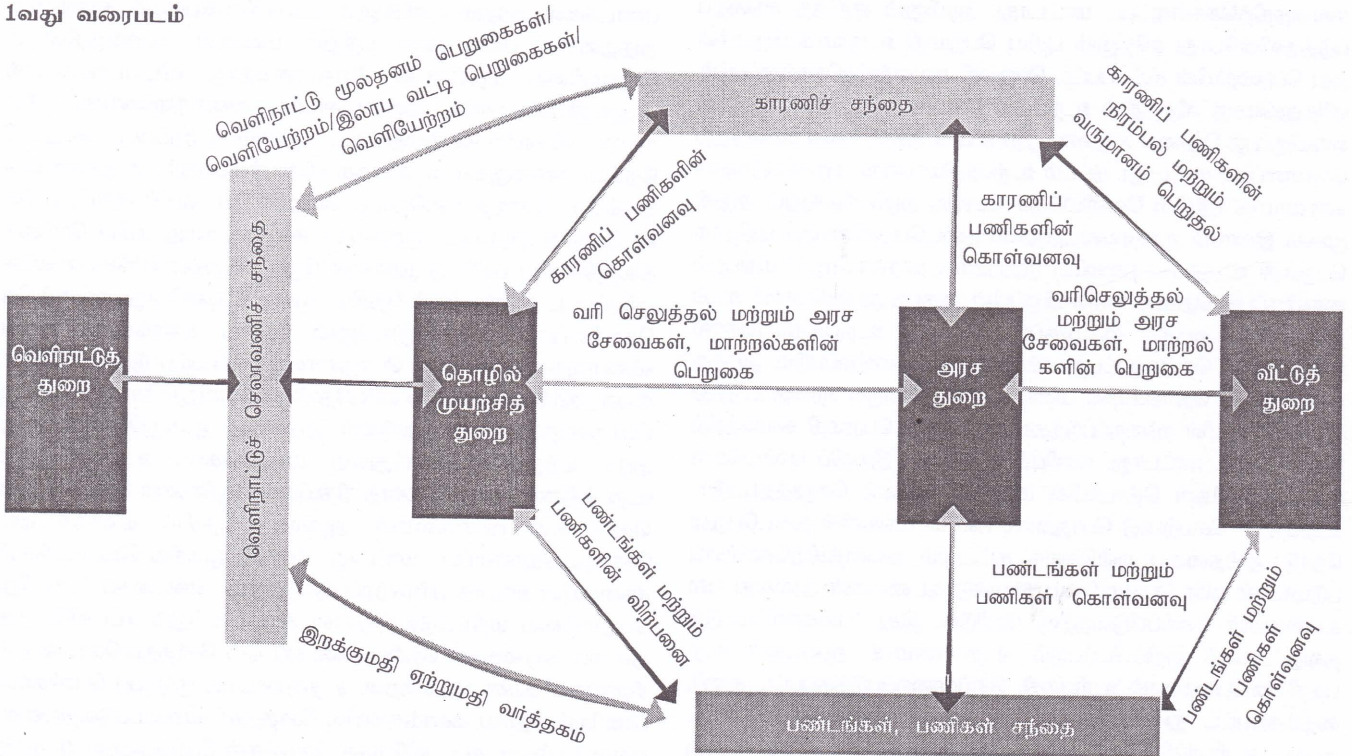 1வது வரைபடம்
வெளிநாட்டு மூலதனம் பெறுகைகள்/
வெளியேற்றம்/இலாப வட்டி பெறுகைகள்/
வெளியேற்றம்
காரணிச் சந்தை
காரணிப் பணிகளின்
நிரம்பல் மற்றும்
வருமானம் பெறுதல்
காரணிப் பணிகளின்
கொள்வனவு
காரணிப்
பணிகளின்
கொள்வனவு
வெளிநாட்டுச் செலாவணிச் சந்தை
வெளிநாட்டுத்
துறை
தொழில்
முயற்சித்
துறை
வரி செலுத்தல் மற்றும் அரச
சேவைகள், மாற்றல்களின்
பெறுகை
அரச
துறை
வரிசெலுத்தல்
மற்றும் அரச
சேவைகள், மாற்றல்
களின் பெறுகை
வீட்டுத்
துறை
பண்டங்கள் மற்றும்
பணிகளின்
விற்பனை
பண்டங்கள் மற்றும்
பணிகள் கொள்வனவு
பண்டங்கள் மற்றும்
பணிகள்
கொள்வனவு
இறக்குமதி ஏற்றுமதி வர்த்தகம்
பண்டங்கள், பணிகள் சந்தை